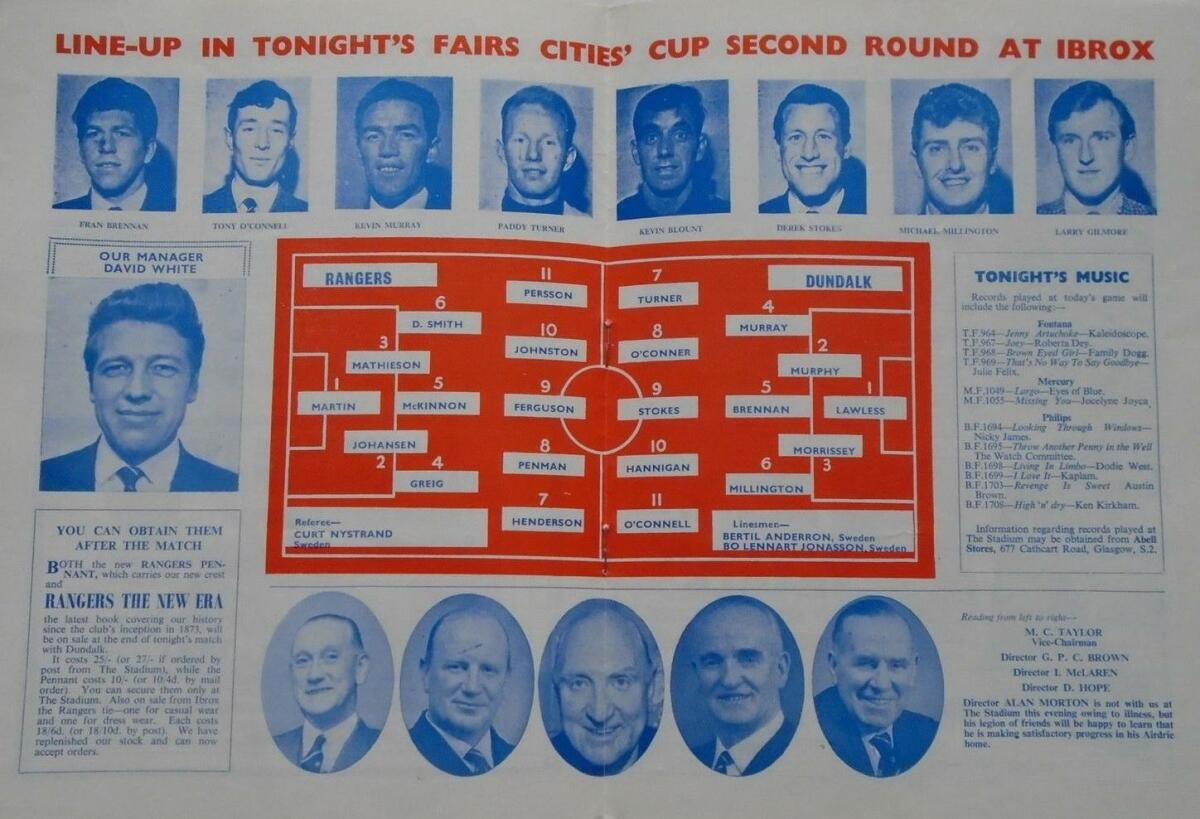 LINE-UP IN TONIGHT'S FAIRS CITIES' CUP SECOND ROUND AT IBROX
FRAN BRENNAN
TONY O'CONNELL
KEVIN MURRAY
PADDY TURNER
KEVIN BLOUNT
DEREK STOKES
MICHAEL MILLINGTON
LARRY GILMORE
OUR MANAGER
DAVID WHITE
YOU CAN OBTAIN THEM
AFTER THE MATCH
BOTH the new RANGERS PEN-
NANT, which carries our new crest
and
RANGERS THE NEW ERA
the latest book covering our history
since the club's inception in 1873, will
be on sale at the end of tonight's match
with Dundalk.
It costs 25/- (or 27/- if ordered by
post from The Stadium), while the
Pennant costs 10/- (or 10/4d. by mail
order). You can secure them only at
The Stadium. Also on sale from Ibrox
the Rangers tie—one for casual wear
and one for dress wear. Each costs
18/6d. (or 18/10d. by post). We have
replenished our stock and can now
accept orders.
RANGERS
DUNDALK
1
MARTIN
3
MATHIESON
JOHANSEN
2
6
D. SMITH
5
McKINNON
4
GREIG
11
PERSSON
10
JOHNSTON
9
FERGUSON
8
PENMAN
7
HENDERSON
7
TURNER
8
O'CONNER
9
STOKES
10
HANNIGAN
11
O'CONNELL
4
MURRAY
5
BRENNAN
6
MILLINGTON
2
MURPHY
MORRISSEY
3
1
LAWLESS
Referee—
CURT NYSTRAND
Sweden
Linesmen—
BERTIL ANDERRON, Sweden
BO LENNART JONASSON, Sweden
TONIGHT'S MUSIC
Records played at today's game will
include the following:—
Fontana
T.F.964—Jenny Artuchoke—Kaleidoscope.
T.F.967—Joey—Roberta Dey.
T.F.968—Brown Eyed Girl—Family Dogg.
T.F.969—That's No Way To Say Goodbye—
Julie Felix.
Mercury
M.F.1049—Largo—Eyes of Blue.
M.F.1055—Missing You—Jocelyne Joyca.
Philips
B.F.1694—Looking Through Windows—
Nicky James.
B.F.1695—Throw Another Penny in the Well
The Watch Committee.
B.F.1698—Living In Limbo—Dodie West.
B.F.1699—I Love It—Kaplam.
B.F.1703—Revenge Is Sweet Austin
Brown.
B.F.1708—High 'n' dry—Ken Kirkham.
Information regarding records played at
The Stadium may be obtained from Abell
Stores, 677 Cathcart Road, Glasgow, S.2.
Reading from left to right—
M. C. TAYLOR
Vice-Chairman
Director G. P. C. BROWN
Director I. McLAREN
Director D. HOPE
Director ALAN MORTON is not with us at
The Stadium this evening owing to illness, but
his legion of friends will be happy to learn that
he is making satisfactory progress in his Airdrie
home.